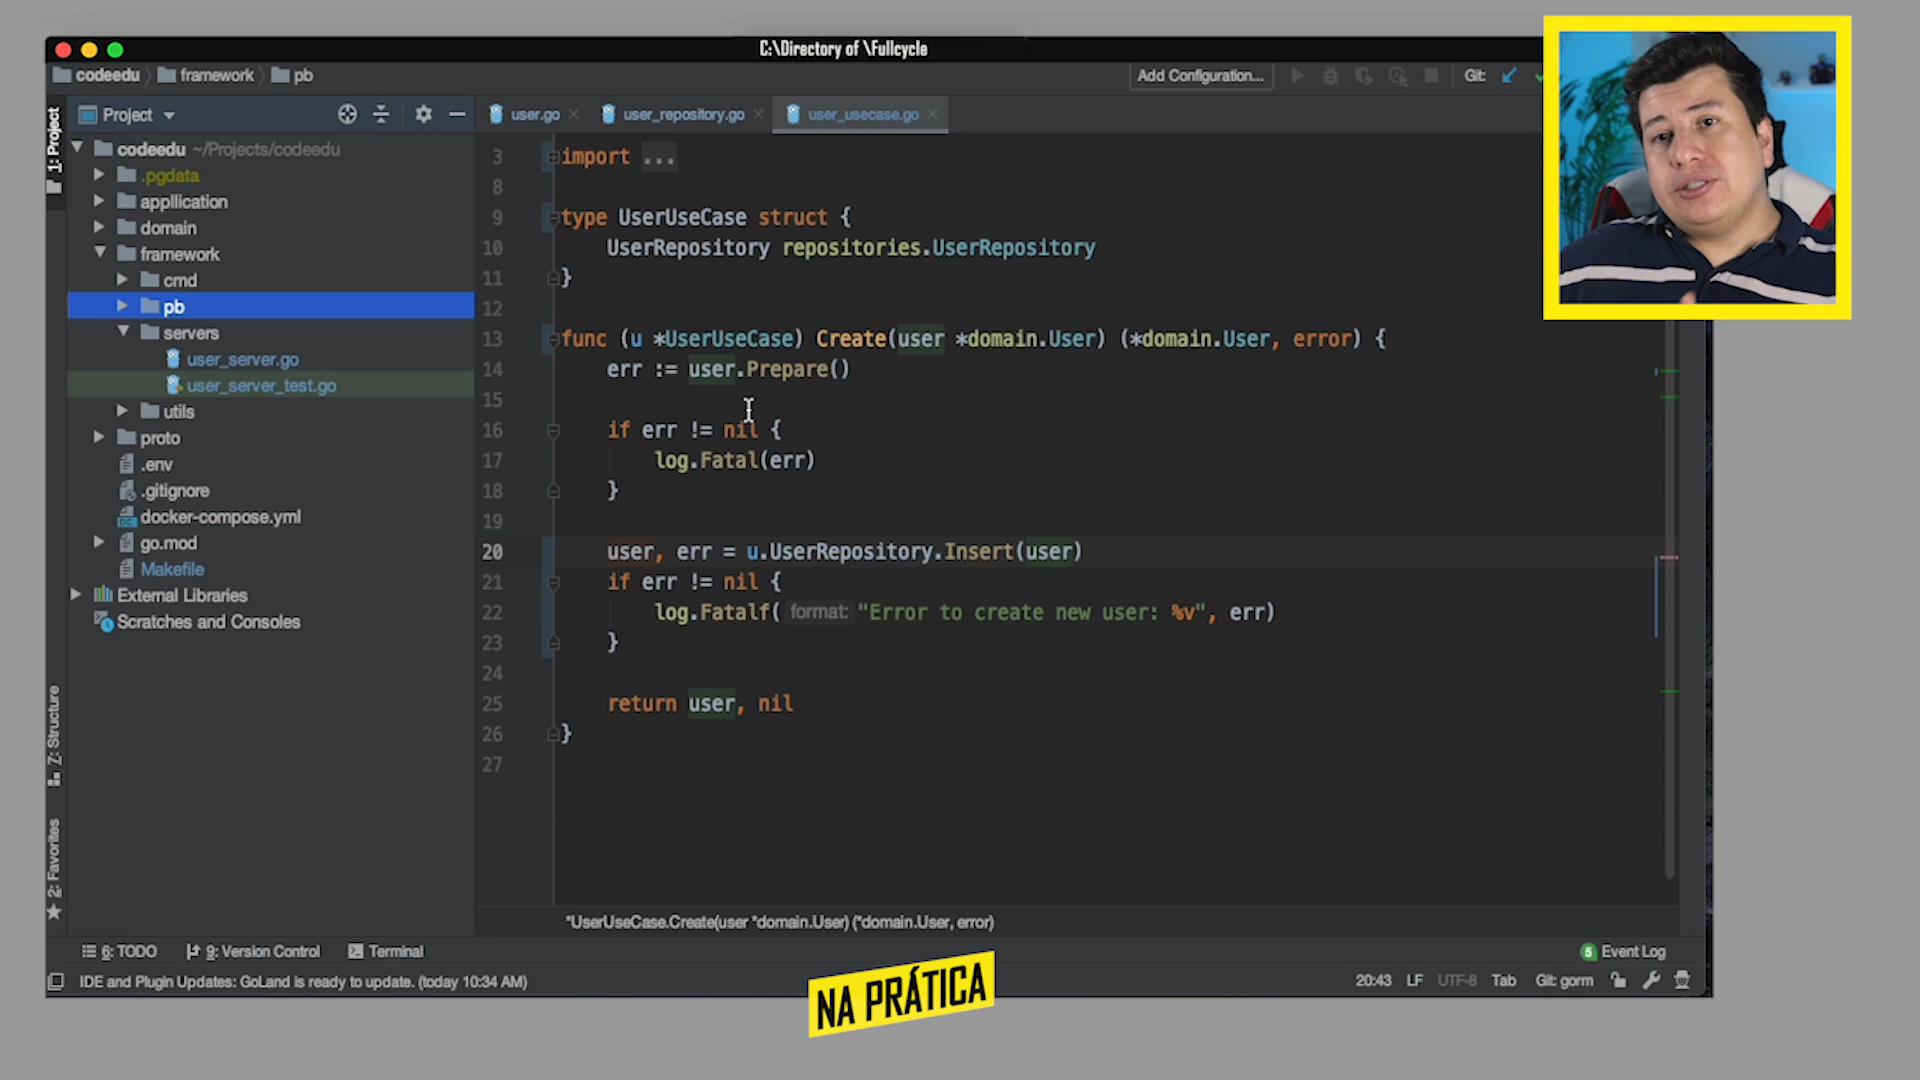 C:\Directory of \Fullcycle
codeedu framework pb
Add Configuration...
Git:
1: Project
Project
user.go
user_repository.go
user_usecase.go
codeedu ~/Projects/codeedu
.pgdata
appllication
domain
framework
cmd
pb
servers
user_server.go
user_server_test.go
utils
proto
.env
.gitignore
docker-compose.yml
go.mod
Makefile
External Libraries
Scratches and Consoles
3 import ...
8
9 type UserUseCase struct {
10 UserRepository repositories.UserRepository
11 }
12
13 func (u *UserUseCase) Create(user *domain.User) (*domain.User, error) {
14 err := user.Prepare()
15
16 if err != nil {
17 log.Fatal(err)
18 }
19
20 user, err = u.UserRepository.Insert(user)
21 if err != nil {
22 log.Fatalf( format: "Error to create new user: %v", err)
23 }
24
25 return user, nil
26 }
27
*UserUseCase.Create(user *domain.User) (*domain.User, error)
7: Structure
2: Favorites
6: TODO
9: Version Control
Terminal
5 Event Log
IDE and Plugin Updates: GoLand is ready to update. (today 10:34 AM)
20:43 LF UTF-8 Tab Git: gorm
NA PRÁTICA